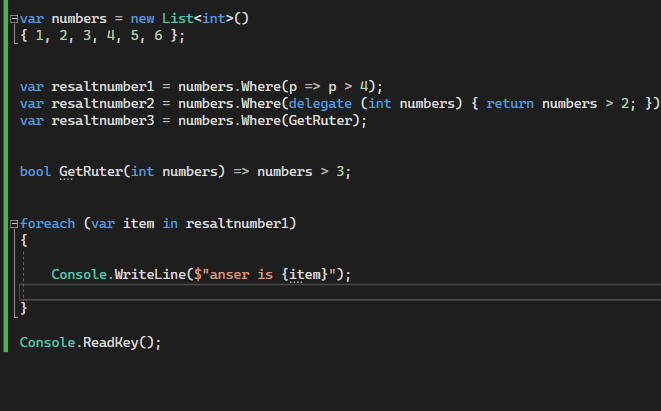 var numbers = new List<int>()
{ 1, 2, 3, 4, 5, 6 };
var resaltnumber1 = numbers.Where(p => p > 4);
var resaltnumber2 = numbers.Where(delegate (int numbers) { return numbers > 2; })
var resaltnumber3 = numbers.Where(GetRuter);
bool GetRuter(int numbers) => numbers > 3;
foreach (var item in resaltnumber1)
{
Console.WriteLine($"anser is {item}");
}
Console.ReadKey();